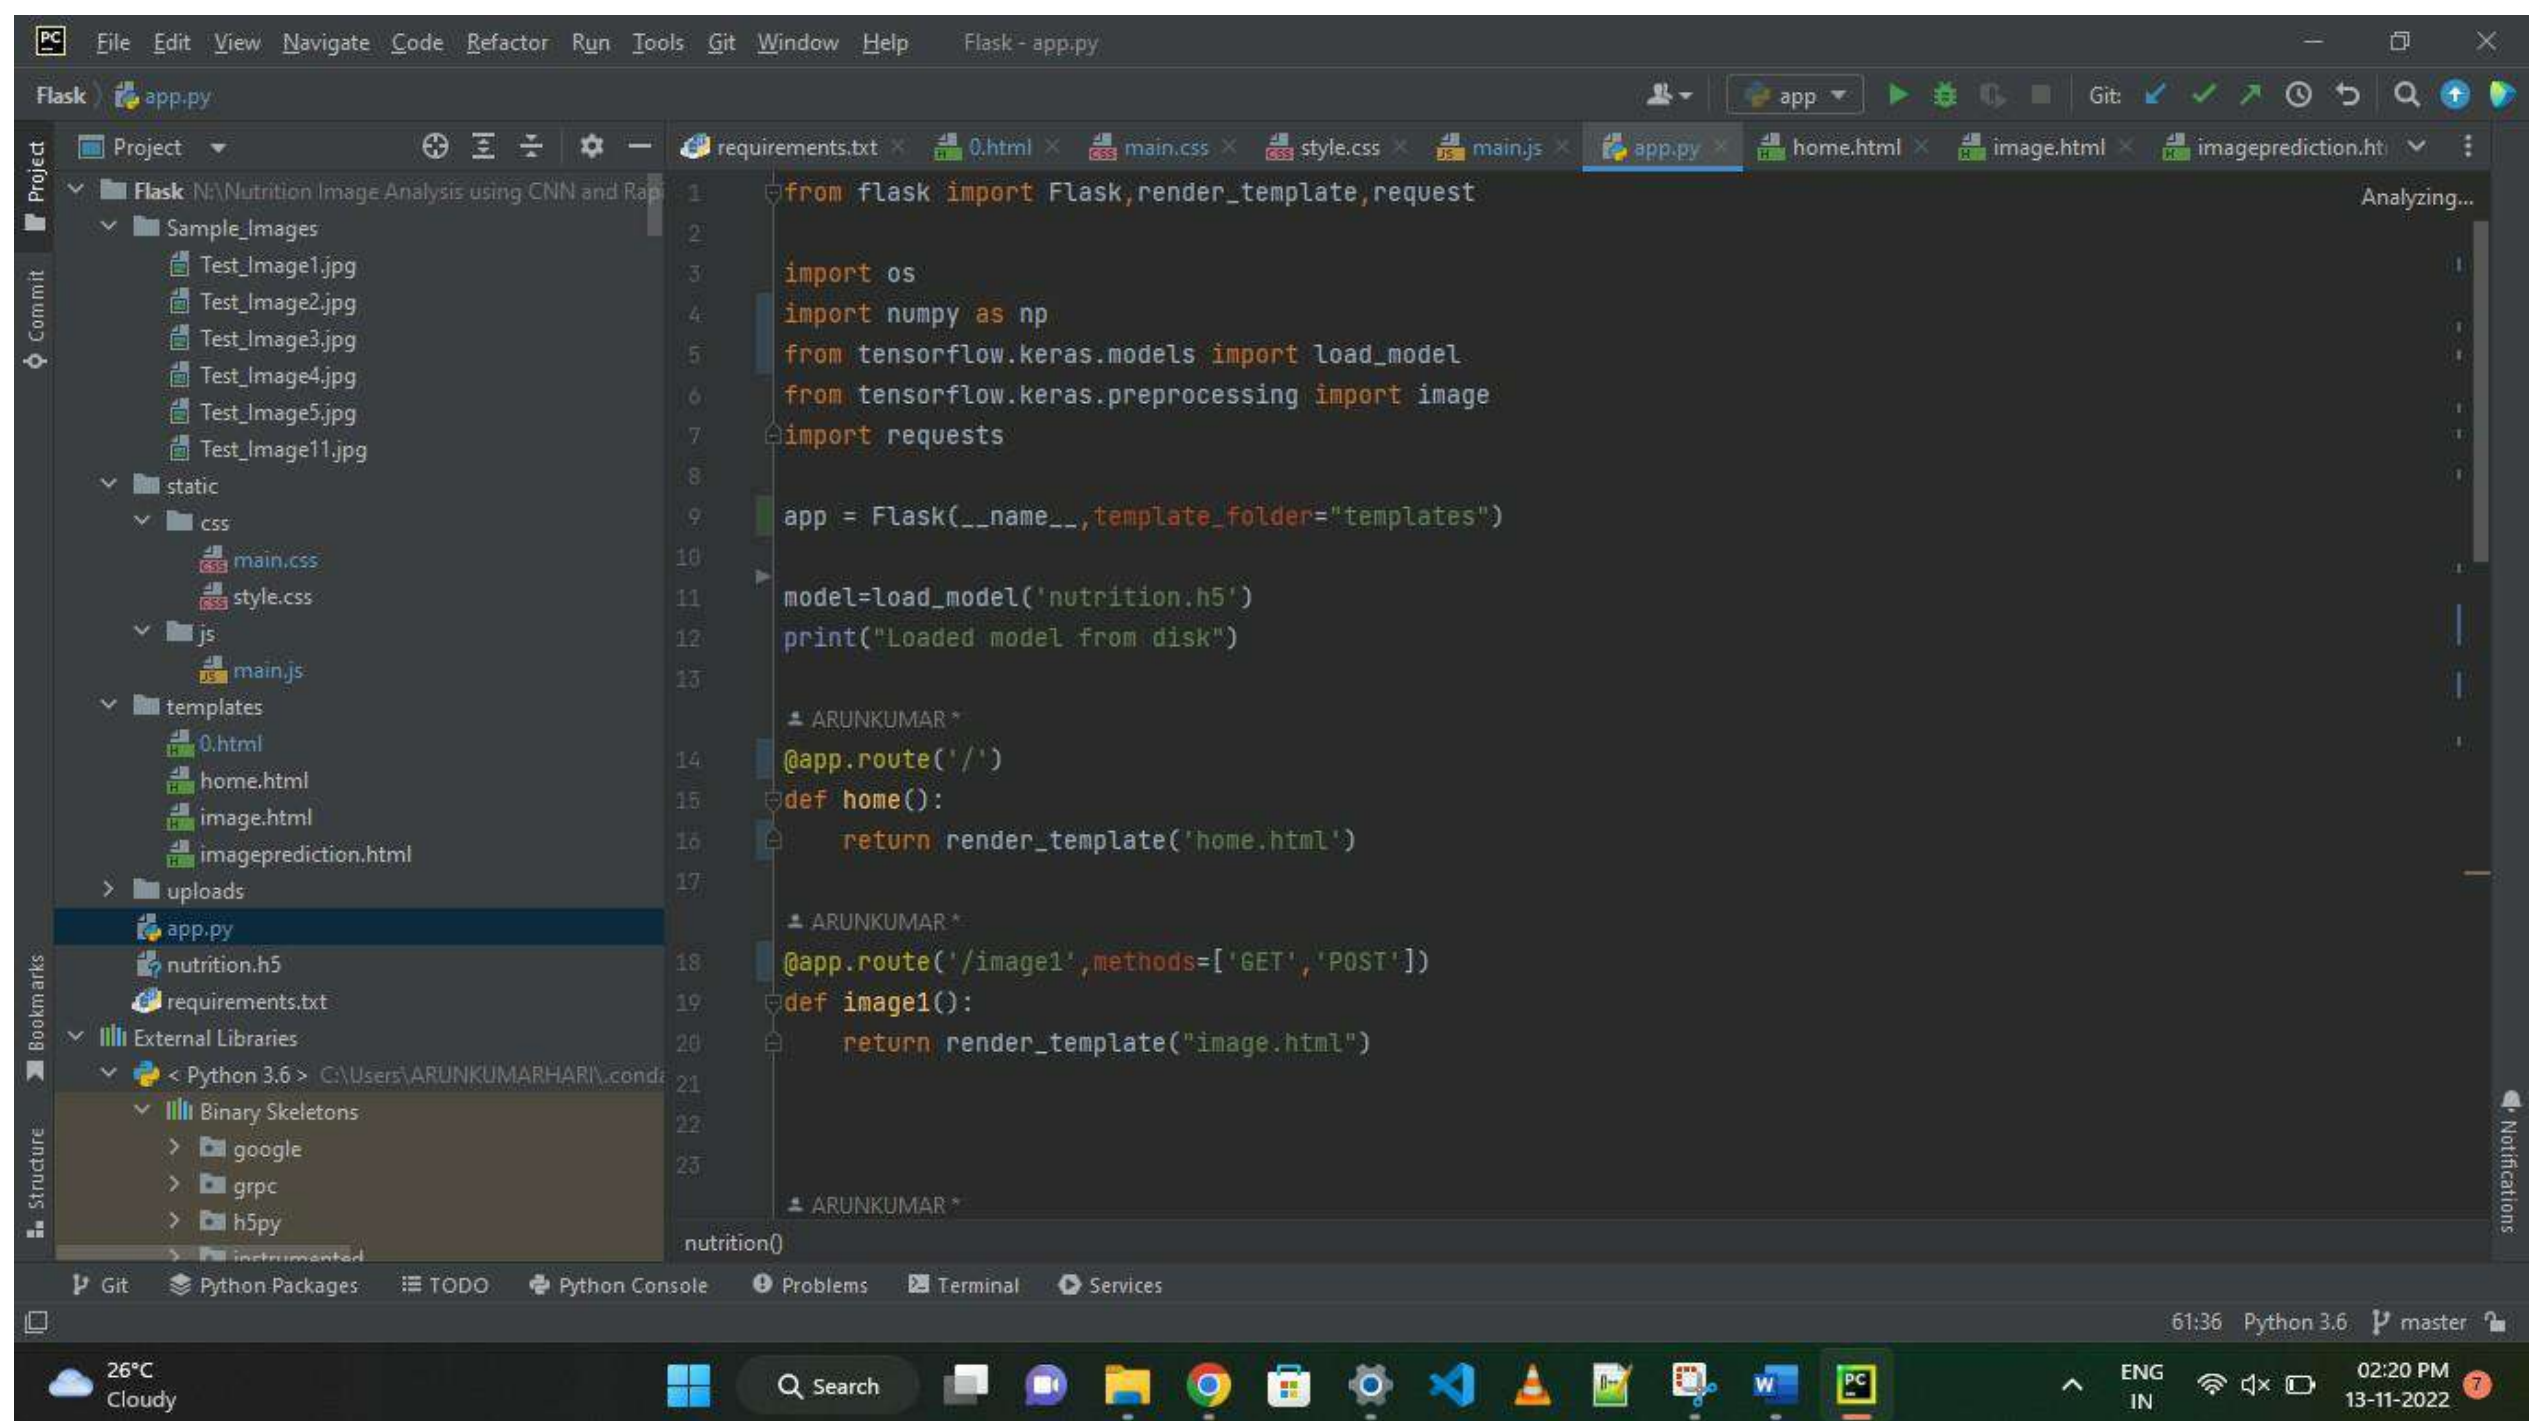 PC File Edit View Navigate Code Refactor Run Tools Git Window Help Flask - app.py
Flask app.py app Git:
Project requirements.txt 0.html main.css style.css main.js app.py home.html image.html imageprediction.ht
Flask N:\Nutrition Image Analysis using CNN and Rap
Sample_Images
Test_Image1.jpg
Test_Image2.jpg
Test_Image3.jpg
Test_Image4.jpg
Test_Image5.jpg
Test_Image11.jpg
static
css
main.css
style.css
js
main.js
templates
0.html
home.html
image.html
imageprediction.html
uploads
app.py
nutrition.h5
requirements.txt
External Libraries
< Python 3.6 > C:\Users\ARUNKUMARHARI\.conda
Binary Skeletons
google
grpc
h5py
instrumented
Project
Commit
Bookmarks
Structure
Analyzing...
1 from flask import Flask,render_template,request
2
3 import os
4 import numpy as np
5 from tensorflow.keras.models import load_model
6 from tensorflow.keras.preprocessing import image
7 import requests
8
9 app = Flask(__name__,template_folder="templates")
10
11 model=load_model('nutrition.h5')
12 print("Loaded model from disk")
13
ARUNKUMAR *
14 @app.route('/')
15 def home():
16 return render_template('home.html')
17
ARUNKUMAR *
18 @app.route('/image1',methods=['GET','POST'])
19 def image1():
20 return render_template("image.html")
21
22
23
ARUNKUMAR *
nutrition()
Notifications
Git Python Packages TODO Python Console Problems Terminal Services
61:36 Python 3.6 master
26°C
Cloudy
Search
ENG
IN
02:20 PM
13-11-2022
7